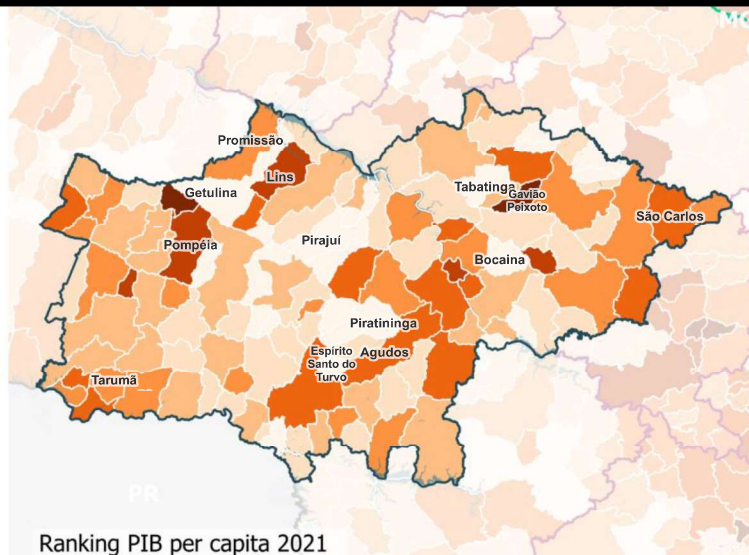 MG
Promissão
Lins
Getulina
Tabatinga
Gavião
Peixoto
São Carlos
Pompéia
Pirajuí
Bocaina
Piratininga
Espírito
Santo do
Turvo
Agudos
Tarumã
PR
Ranking PIB per capita 2021